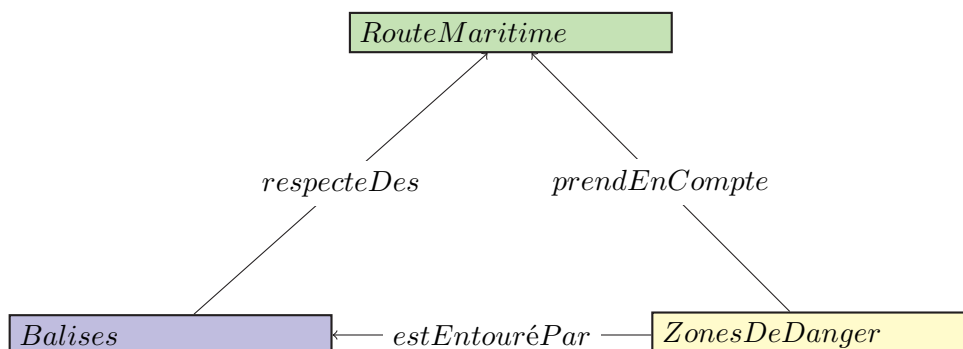 RouteMaritime
respecteDes
prendEnCompte
Balises
estEntouréPar
ZonesDeDanger